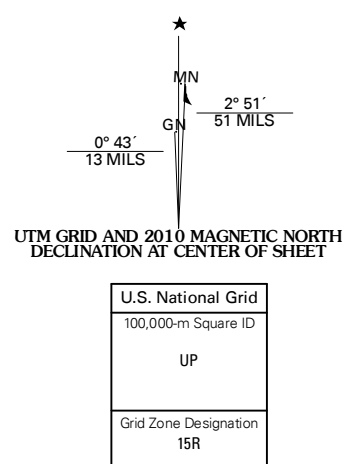 MN
2° 51´
51 MILS
GN
0° 43´
13 MILS
UTM GRID AND 2010 MAGNETIC NORTH
DECLINATION AT CENTER OF SHEET
U.S. National Grid
100,000-m Square ID
UP
Grid Zone Designation
15R